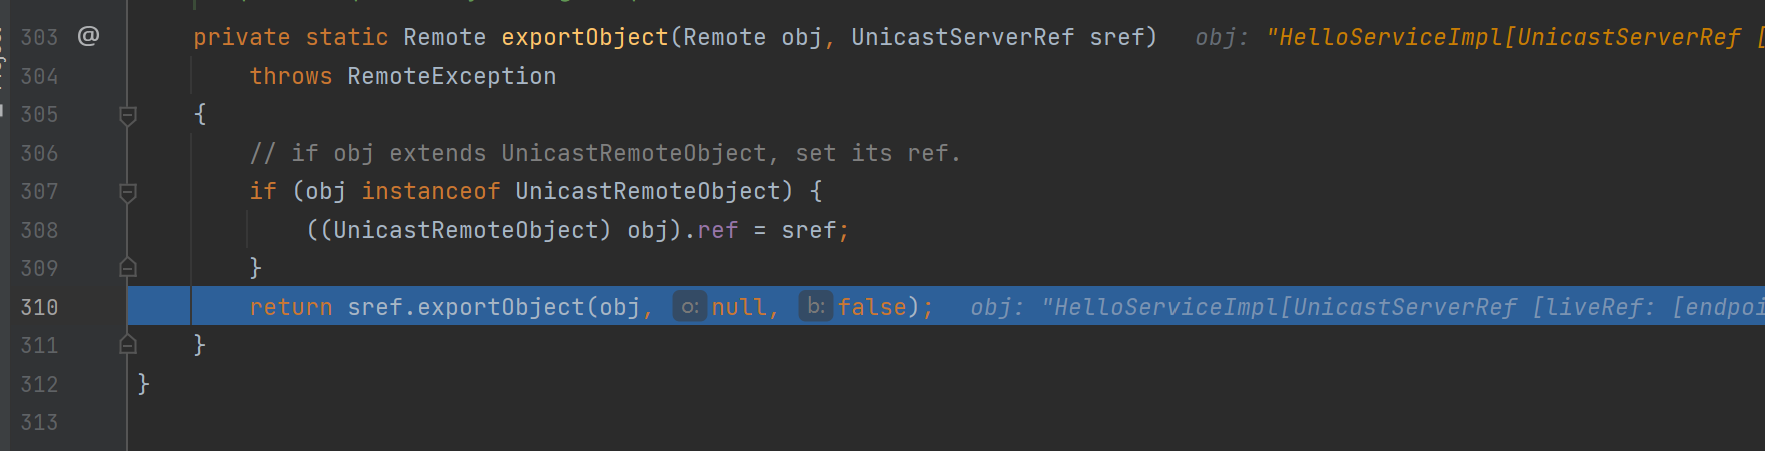 303 @ private static Remote exportObject(Remote obj, UnicastServerRef sref) obj: "HelloServiceImpl[UnicastServerRef [
304 throws RemoteException
305 {
306 // if obj extends UnicastRemoteObject, set its ref.
307 if (obj instanceof UnicastRemoteObject) {
308 ((UnicastRemoteObject) obj).ref = sref;
309 }
310 return sref.exportObject(obj, o: null, b: false); obj: "HelloServiceImpl[UnicastServerRef [liveRef: [endpoi
311 }
312 }
313